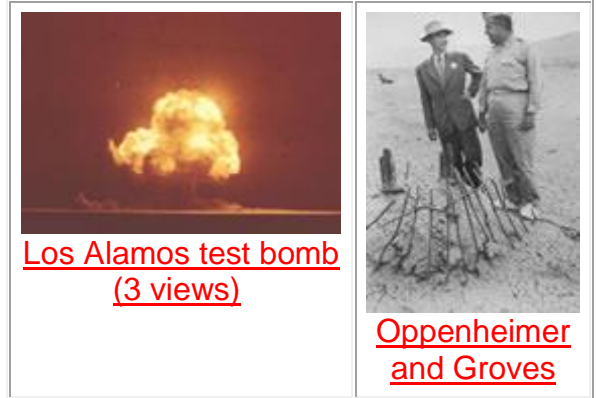 Los Alamos test bomb
(3 views)
Oppenheimer
and Groves